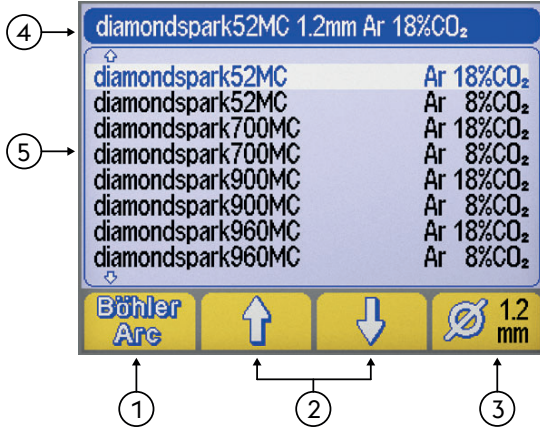 ④ diamondspark52MC 1.2mm Ar 18%CO₂
diamondspark52MC Ar 18%CO₂
diamondspark52MC Ar 8%CO₂
⑤ diamondspark700MC Ar 18%CO₂
diamondspark700MC Ar 8%CO₂
diamondspark900MC Ar 18%CO₂
diamondspark900MC Ar 8%CO₂
diamondspark960MC Ar 18%CO₂
diamondspark960MC Ar 8%CO₂
Böhler Arc
1.2 mm
① ② ③